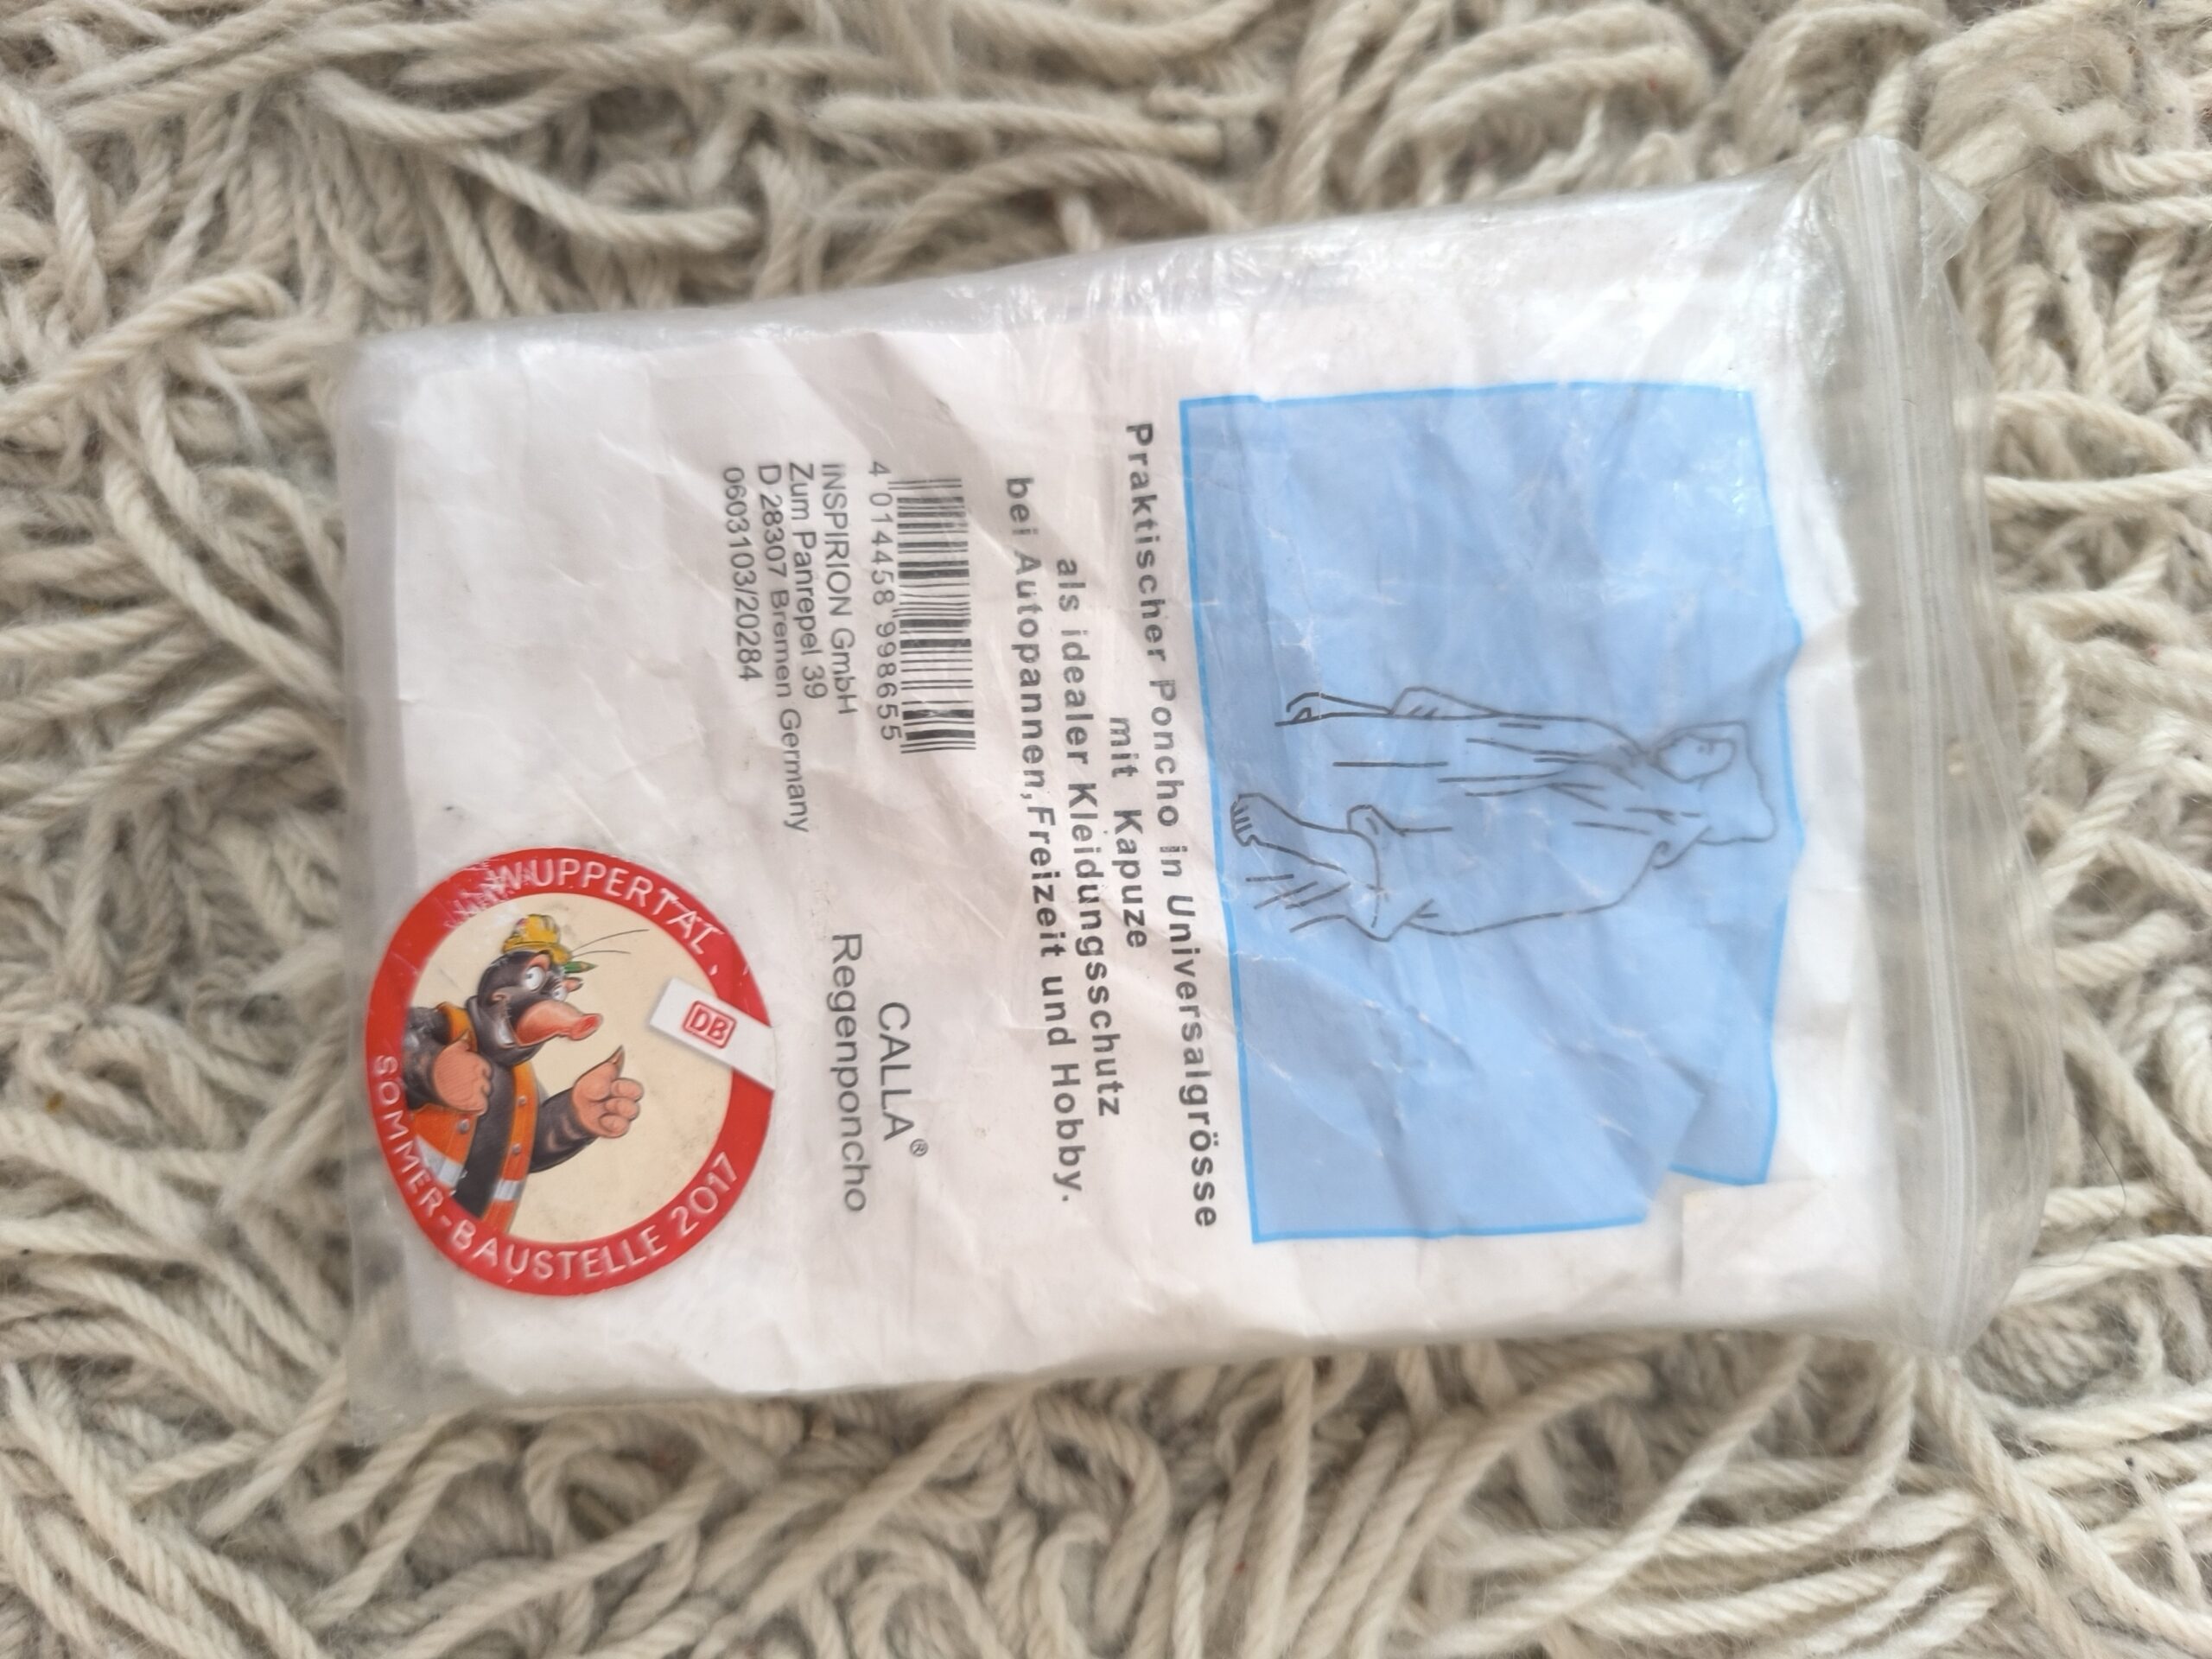 Praktischer Poncho in Universalgrösse
mit Kapuze
als idealer Kleidungsschutz
bei Autopannen,Freizeit und Hobby.
4 014458 998655
INSPIRION GmbH
Zum Panrepel 39
D 28307 Bremen Germany
0603103/20284
CALLA®
Regenponcho
WUPPERTAL.
DB
SOMMER-BAUSTELLE 2017